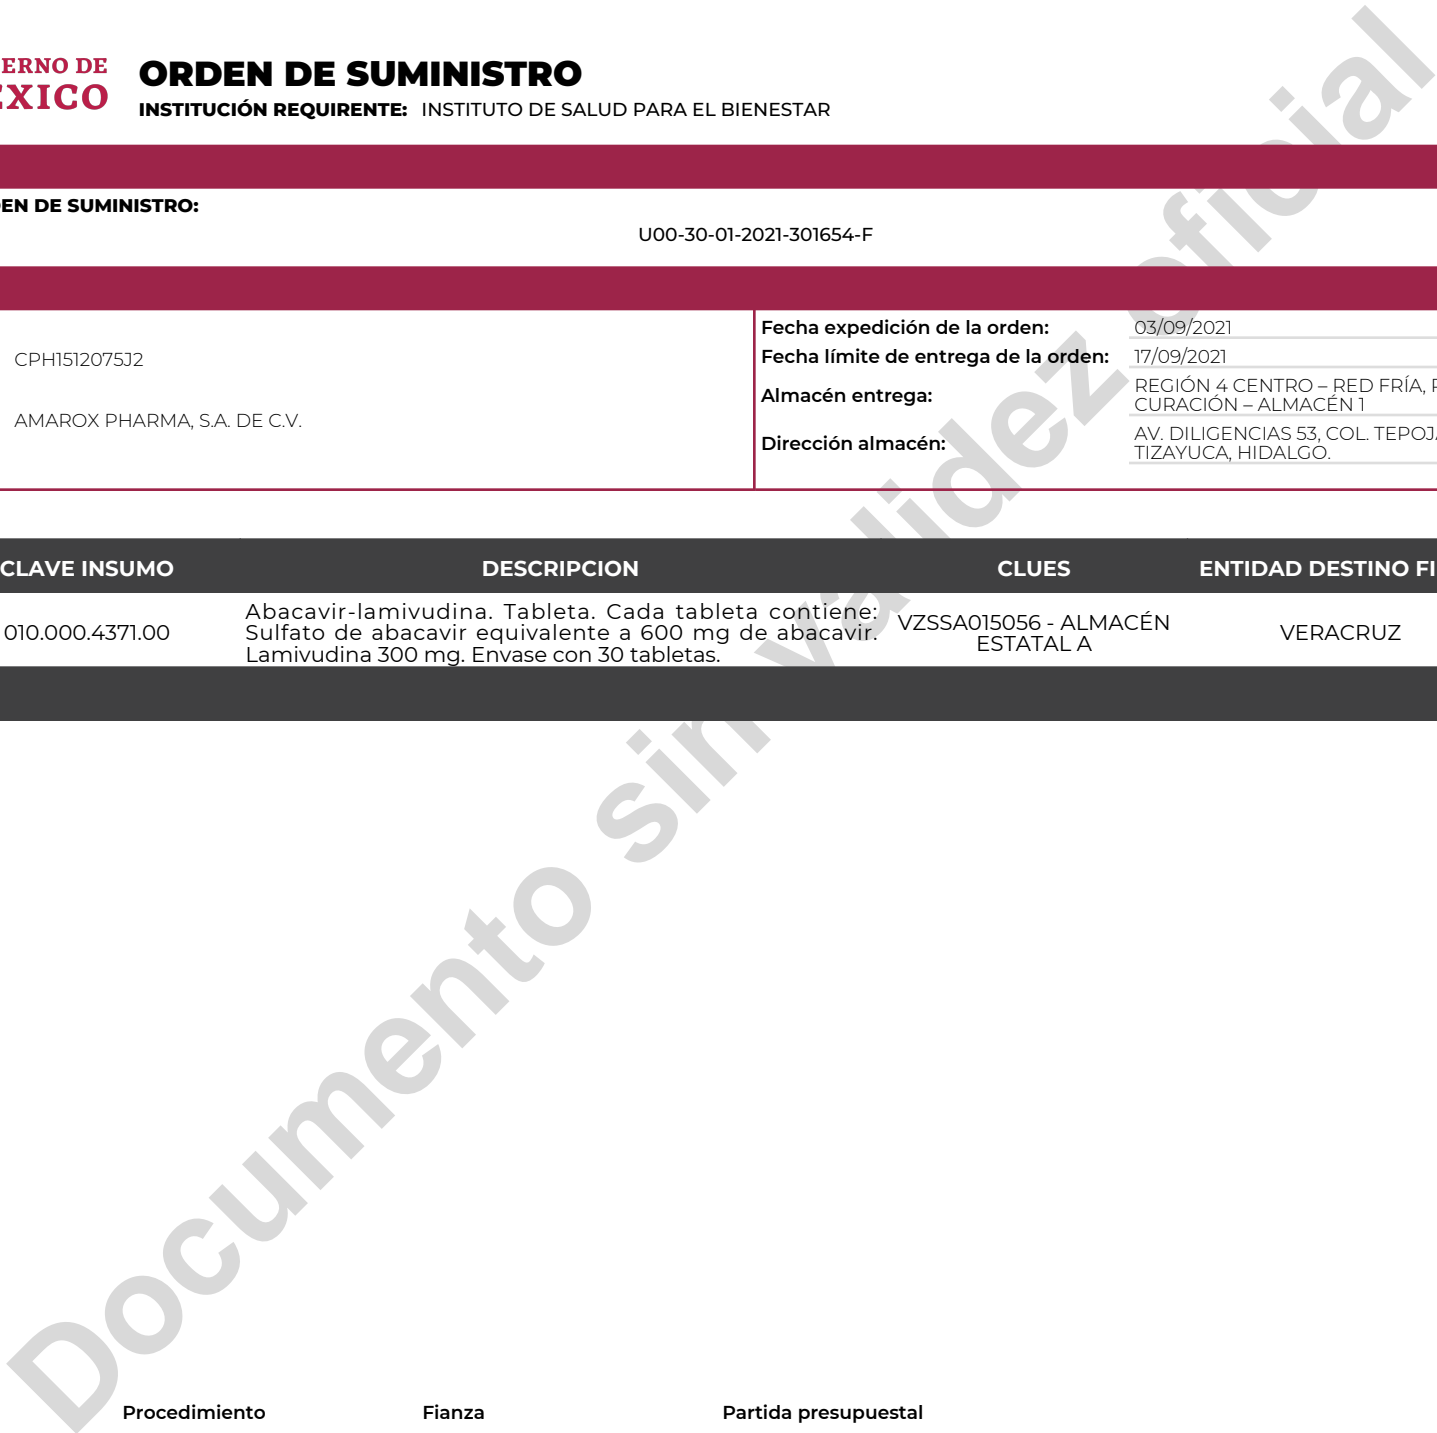 ERNO DE
ÉXICO
ORDEN DE SUMINISTRO
INSTITUCIÓN REQUIRENTE: INSTITUTO DE SALUD PARA EL BIENESTAR
EN DE SUMINISTRO:
U00-30-01-2021-301654-F
CPH1512075J2
AMAROX PHARMA, S.A. DE C.V.
Fecha expedición de la orden: 03/09/2021
Fecha límite de entrega de la orden: 17/09/2021
Almacén entrega: REGIÓN 4 CENTRO – RED FRÍA,
CURACIÓN – ALMACÉN 1
Dirección almacén: AV. DILIGENCIAS 53, COL. TEPOJ
TIZAYUCA, HIDALGO.
CLAVE INSUMO DESCRIPCION CLUES ENTIDAD DESTINO FI
010.000.4371.00
Abacavir-lamivudina. Tableta. Cada tableta contiene:
Sulfato de abacavir equivalente a 600 mg de abacavir.
Lamivudina 300 mg. Envase con 30 tabletas.
VZSSA015056 - ALMACÉN
ESTATAL A
VERACRUZ
Documento sin validez oficial
Procedimiento Fianza Partida presupuestal